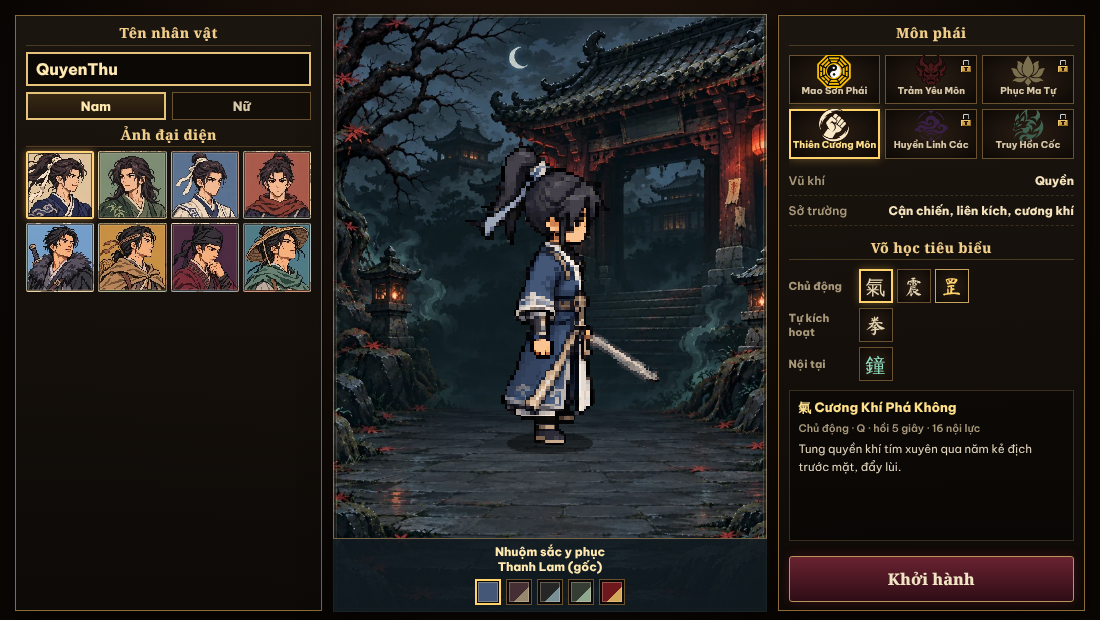 Tên nhân vật
QuyenThu
Nam
Nữ
Ảnh đại diện
Nhuộm sắc y phục
Thanh Lam (gốc)
Môn phái
Mao Sơn Phái
Trảm Yêu Môn
Phục Ma Tự
Thiên Cương Môn
Huyền Linh Các
Truy Hồn Cốc
Vũ khí
Quyền
Sở trường
Cận chiến, liên kích, cương khí
Võ học tiêu biểu
Chủ động
氣 震 罡
Tự kích
hoạt
拳
Nội tại
鐘
氣 Cương Khí Phá Không
Chủ động · Q · hồi 5 giây · 16 nội lực
Tung quyền khí tím xuyên qua năm kẻ địch
trước mặt, đẩy lùi.
Khởi hành